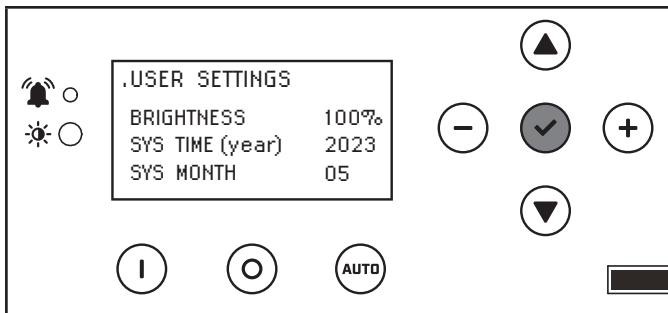 .USER SETTINGS
BRIGHTNESS 100%
SYS TIME (year) 2023
SYS MONTH 05
AUTO